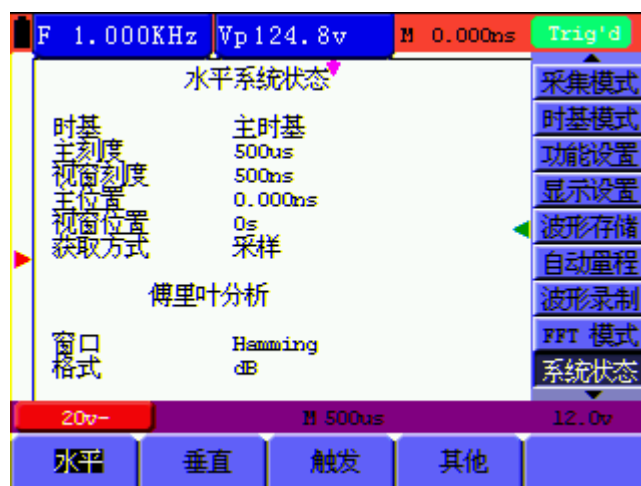 F 1.000KHz Vp124.8v M 0.000ns Trig'd
水平系统状态
时基 主时基
主刻度 500us
视窗刻度 500ns
主位置 0.000ns
视窗位置 0s
获取方式 采样
傅里叶分析
窗口 Hamming
格式 dB
采集模式
时基模式
功能设置
显示设置
波形存储
自动量程
波形录制
FFT 模式
系统状态
20v- M 500us 12.0v
水平 垂直 触发 其他